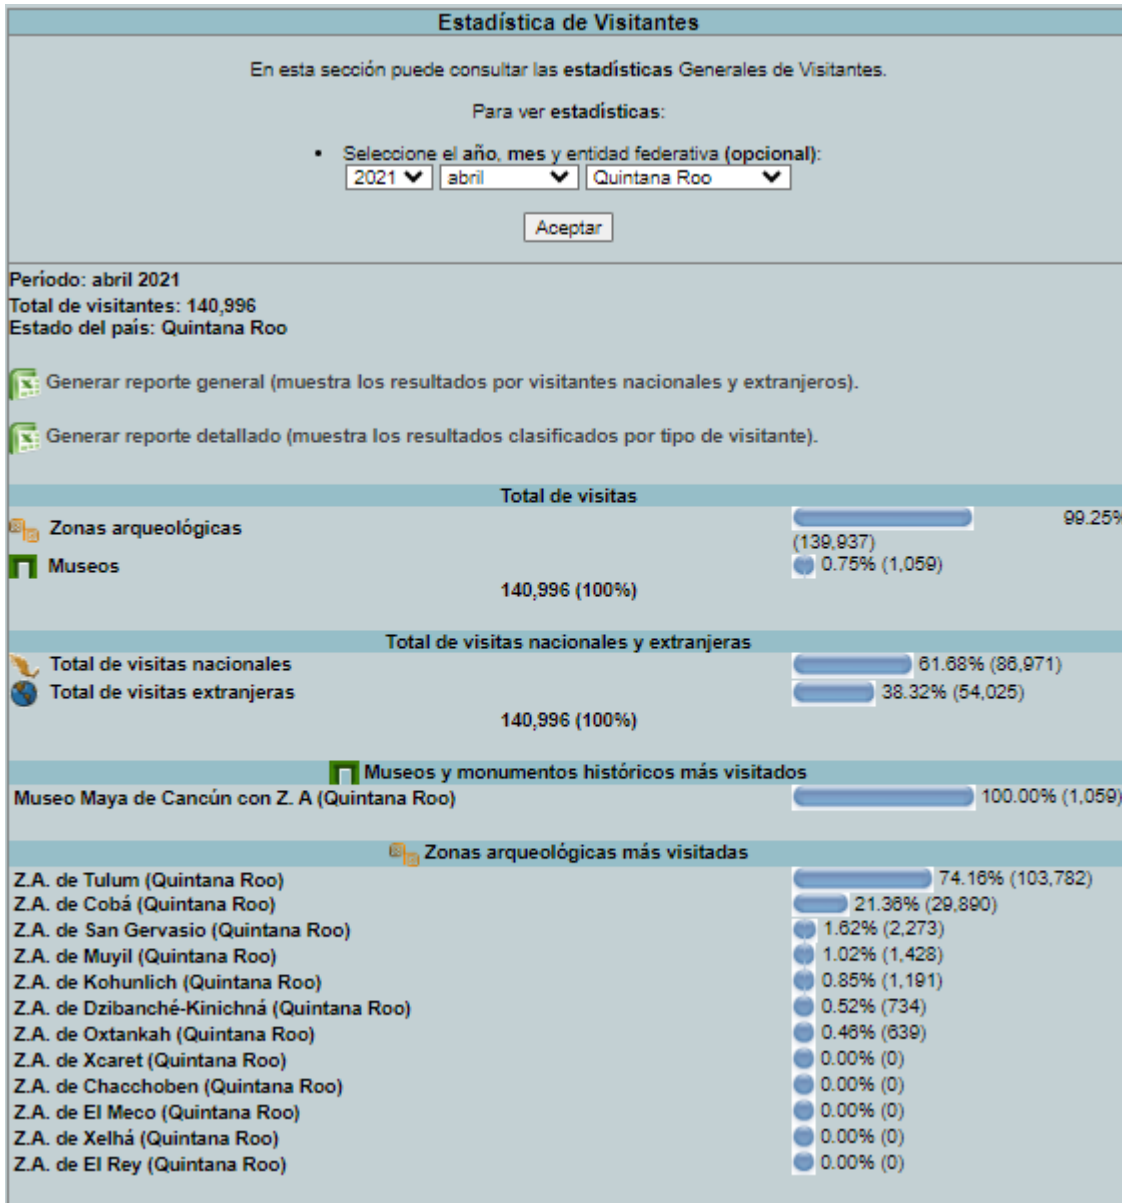 Estadística de Visitantes
En esta sección puede consultar las estadísticas Generales de Visitantes.
Para ver estadísticas:
• Seleccione el año, mes y entidad federativa (opcional):
2021 abril Quintana Roo
Aceptar
Período: abril 2021
Total de visitantes: 140,996
Estado del país: Quintana Roo
Generar reporte general (muestra los resultados por visitantes nacionales y extranjeros).
Generar reporte detallado (muestra los resultados clasificados por tipo de visitante).
Total de visitas
Zonas arqueológicas 99.25%
(139,937)
Museos 0.75% (1,059)
140,996 (100%)
Total de visitas nacionales y extranjeras
Total de visitas nacionales 61.68% (86,971)
Total de visitas extranjeras 38.32% (54,025)
140,996 (100%)
Museos y monumentos históricos más visitados
Museo Maya de Cancún con Z. A (Quintana Roo) 100.00% (1,059)
Zonas arqueológicas más visitadas
Z.A. de Tulum (Quintana Roo) 74.16% (103,782)
Z.A. de Cobá (Quintana Roo) 21.36% (29,890)
Z.A. de San Gervasio (Quintana Roo) 1.62% (2,273)
Z.A. de Muyil (Quintana Roo) 1.02% (1,428)
Z.A. de Kohunlich (Quintana Roo) 0.85% (1,191)
Z.A. de Dzibanché-Kinichná (Quintana Roo) 0.52% (734)
Z.A. de Oxtankah (Quintana Roo) 0.46% (639)
Z.A. de Xcaret (Quintana Roo) 0.00% (0)
Z.A. de Chacchoben (Quintana Roo) 0.00% (0)
Z.A. de El Meco (Quintana Roo) 0.00% (0)
Z.A. de Xelhá (Quintana Roo) 0.00% (0)
Z.A. de El Rey (Quintana Roo) 0.00% (0)